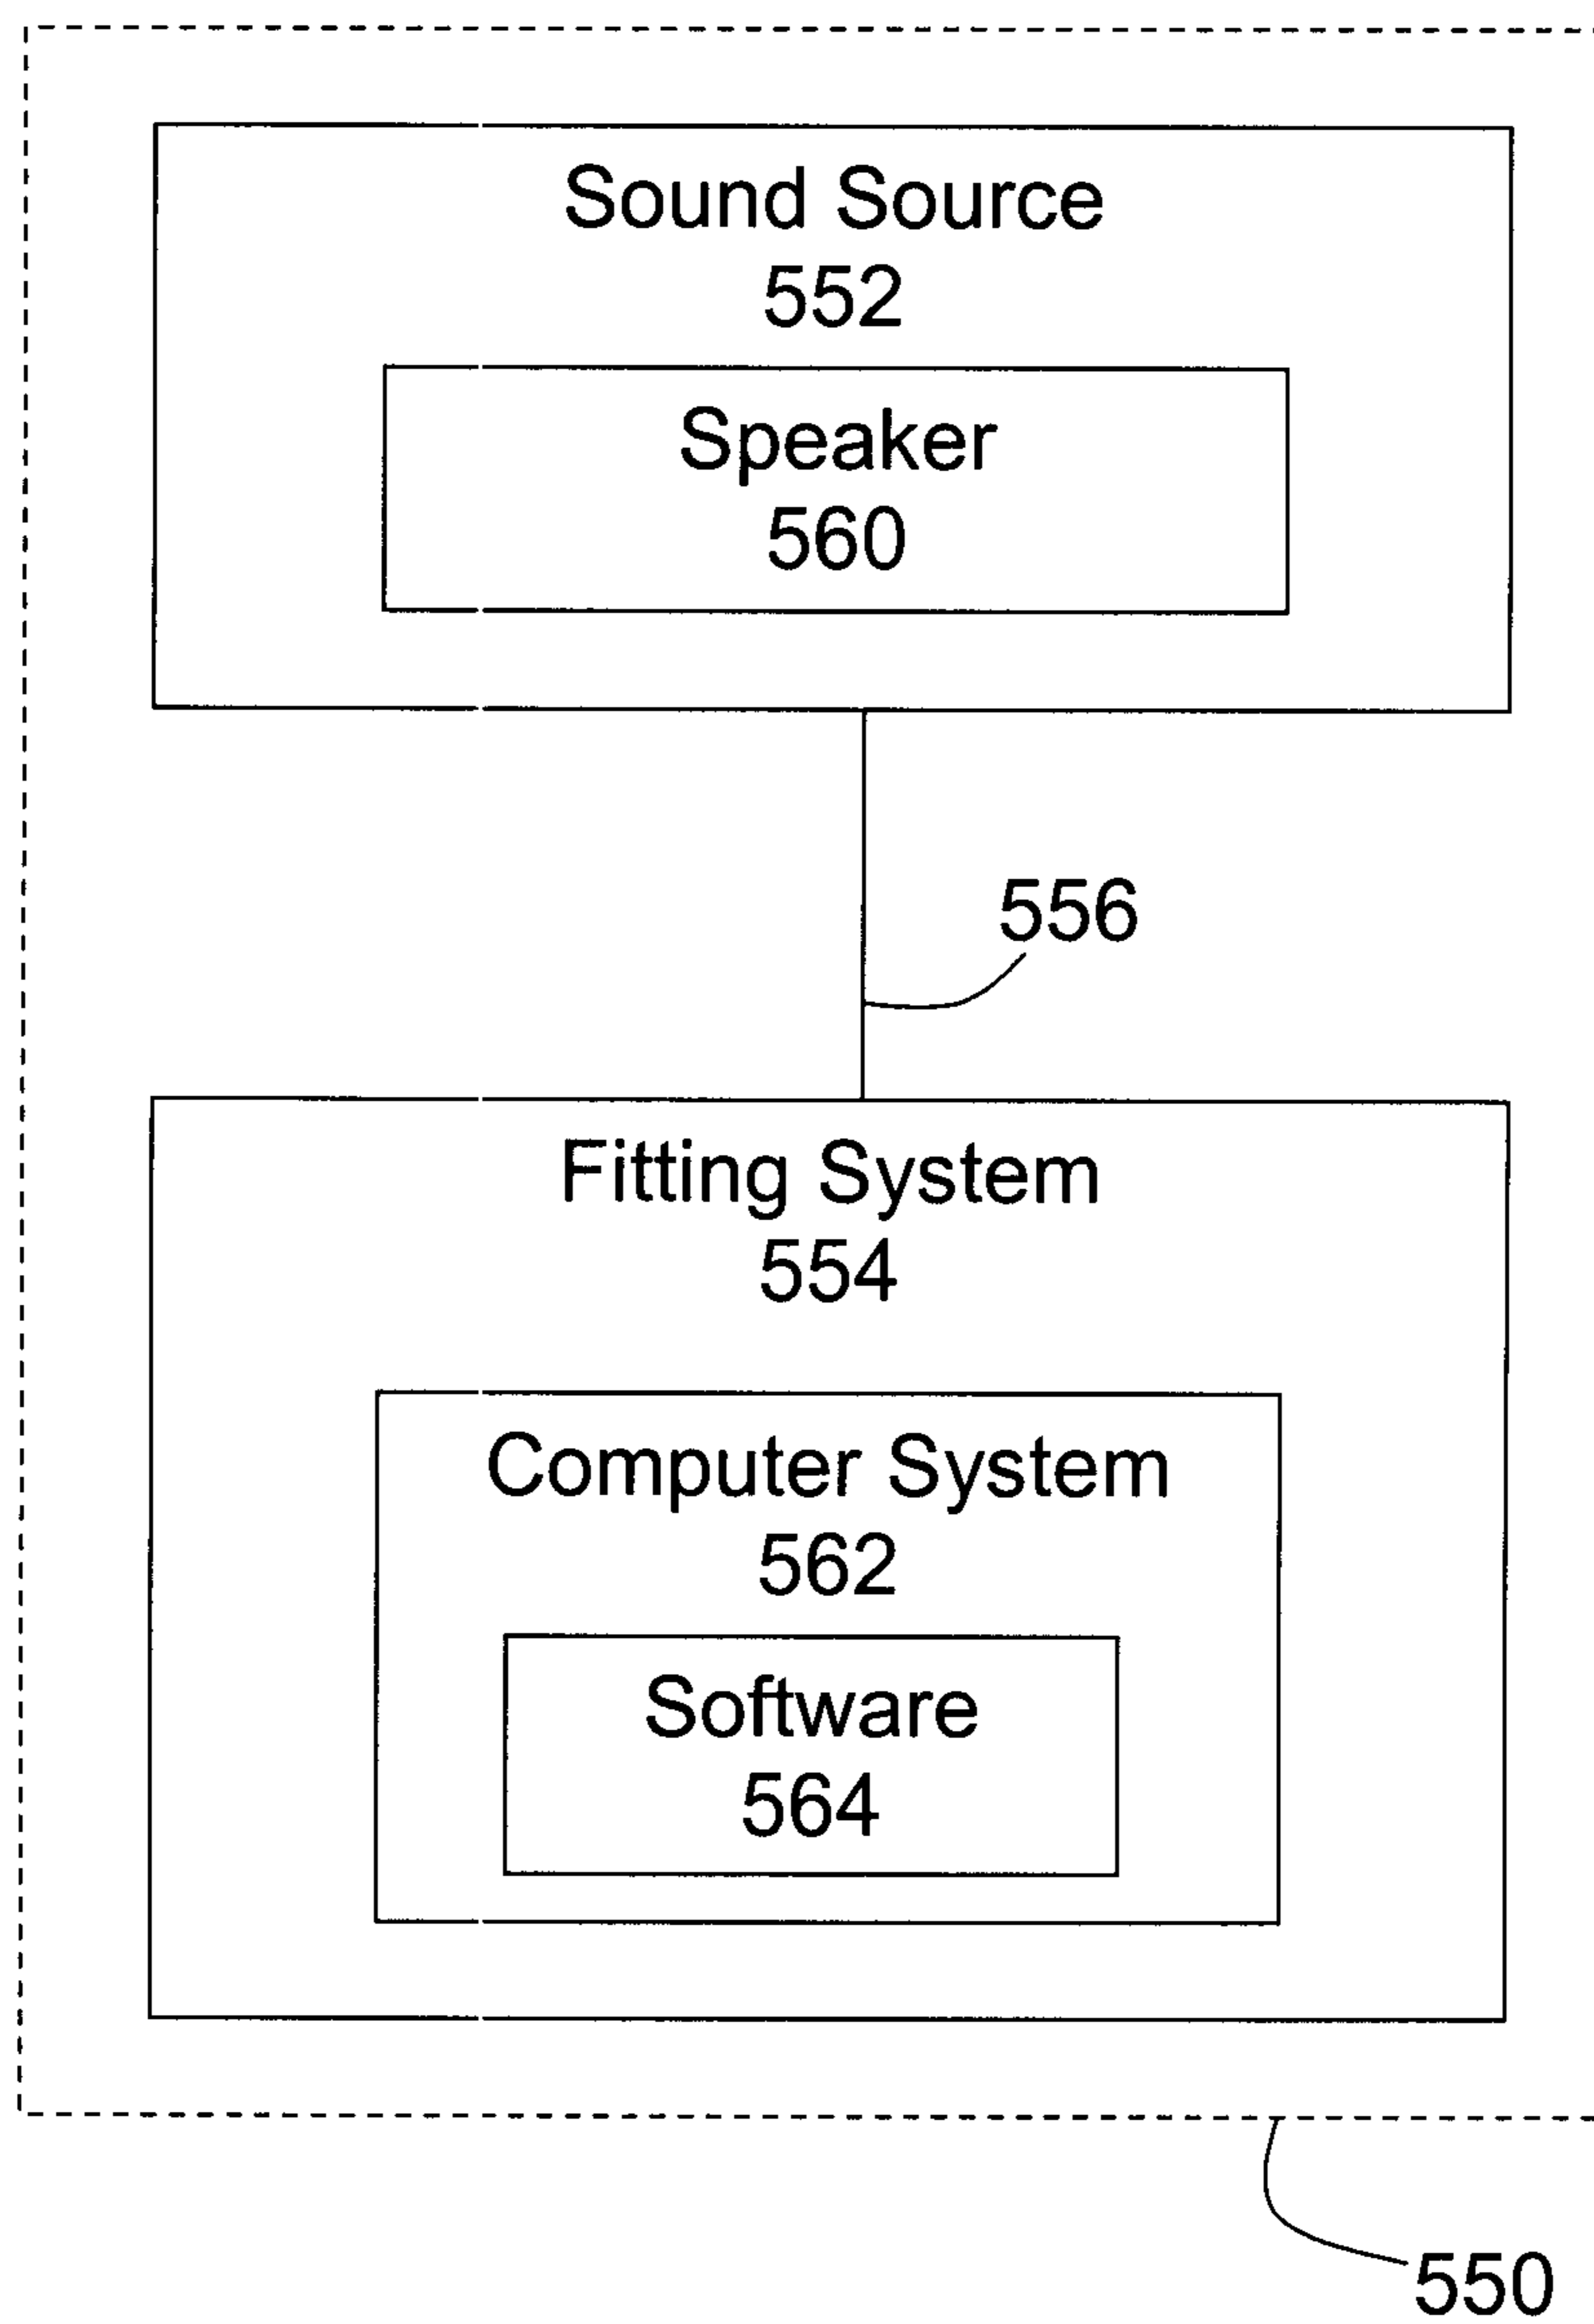 Sound Source
552
Speaker
560
556
Fitting System
554
Computer System
562
Software
564
550